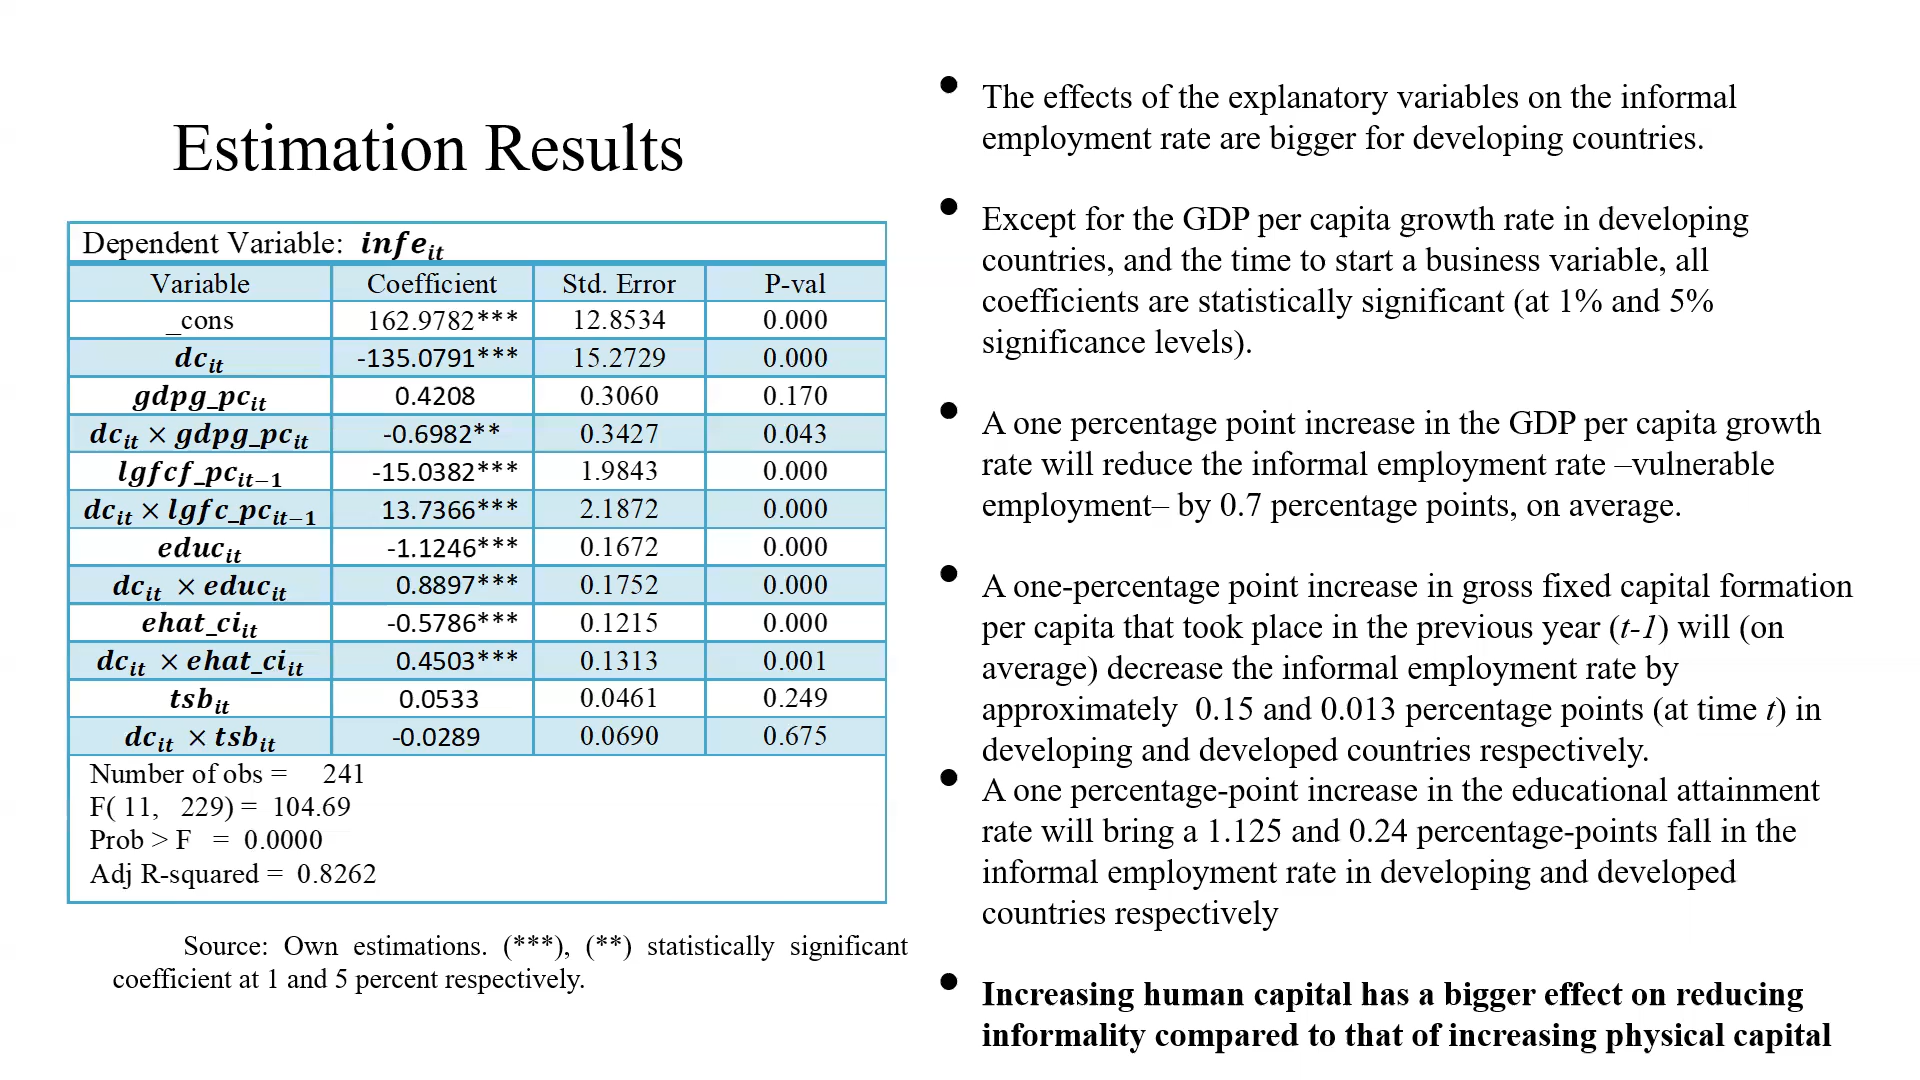 Estimation Results
Dependent Variable: infe_it
Variable Coefficient Std. Error P-val
_cons 162.9782*** 12.8534 0.000
dc_it -135.0791*** 15.2729 0.000
gdpg_pc_it 0.4208 0.3060 0.170
dc_it × gdpg_pc_it -0.6982** 0.3427 0.043
lgfcf_pc_it−1 -15.0382*** 1.9843 0.000
dc_it × lgfc_pc_it−1 13.7366*** 2.1872 0.000
educ_it -1.1246*** 0.1672 0.000
dc_it × educ_it 0.8897*** 0.1752 0.000
ehat_ci_it -0.5786*** 0.1215 0.000
dc_it × ehat_ci_it 0.4503*** 0.1313 0.001
tsb_it 0.0533 0.0461 0.249
dc_it × tsb_it -0.0289 0.0690 0.675
Number of obs = 241
F( 11, 229) = 104.69
Prob > F = 0.0000
Adj R-squared = 0.8262
Source: Own estimations. (***), (**) statistically significant
coefficient at 1 and 5 percent respectively.
• The effects of the explanatory variables on the informal
employment rate are bigger for developing countries.
• Except for the GDP per capita growth rate in developing
countries, and the time to start a business variable, all
coefficients are statistically significant (at 1% and 5%
significance levels).
• A one percentage point increase in the GDP per capita growth
rate will reduce the informal employment rate –vulnerable
employment– by 0.7 percentage points, on average.
• A one-percentage point increase in gross fixed capital formation
per capita that took place in the previous year (t-1) will (on
average) decrease the informal employment rate by
approximately 0.15 and 0.013 percentage points (at time t) in
developing and developed countries respectively.
• A one percentage-point increase in the educational attainment
rate will bring a 1.125 and 0.24 percentage-points fall in the
informal employment rate in developing and developed
countries respectively
• Increasing human capital has a bigger effect on reducing
informality compared to that of increasing physical capital